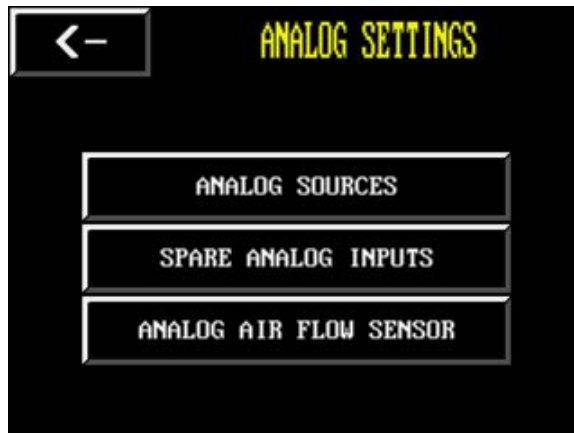 <- ANALOG SETTINGS
ANALOG SOURCES
SPARE ANALOG INPUTS
ANALOG AIR FLOW SENSOR